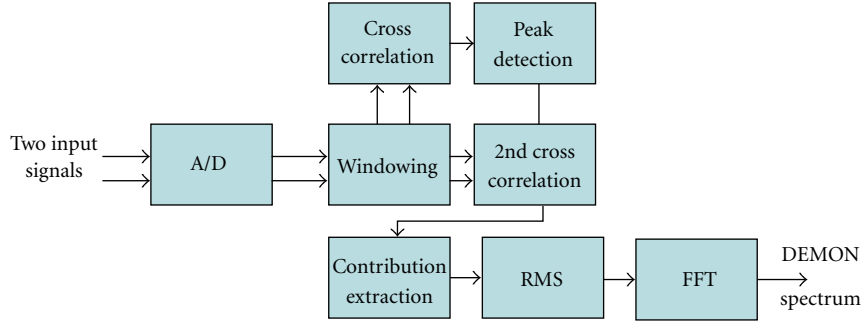 Cross
correlation
Peak
detection
Two input
signals
A/D
Windowing
2nd cross
correlation
Contribution
extraction
RMS
FFT
DEMON
spectrum